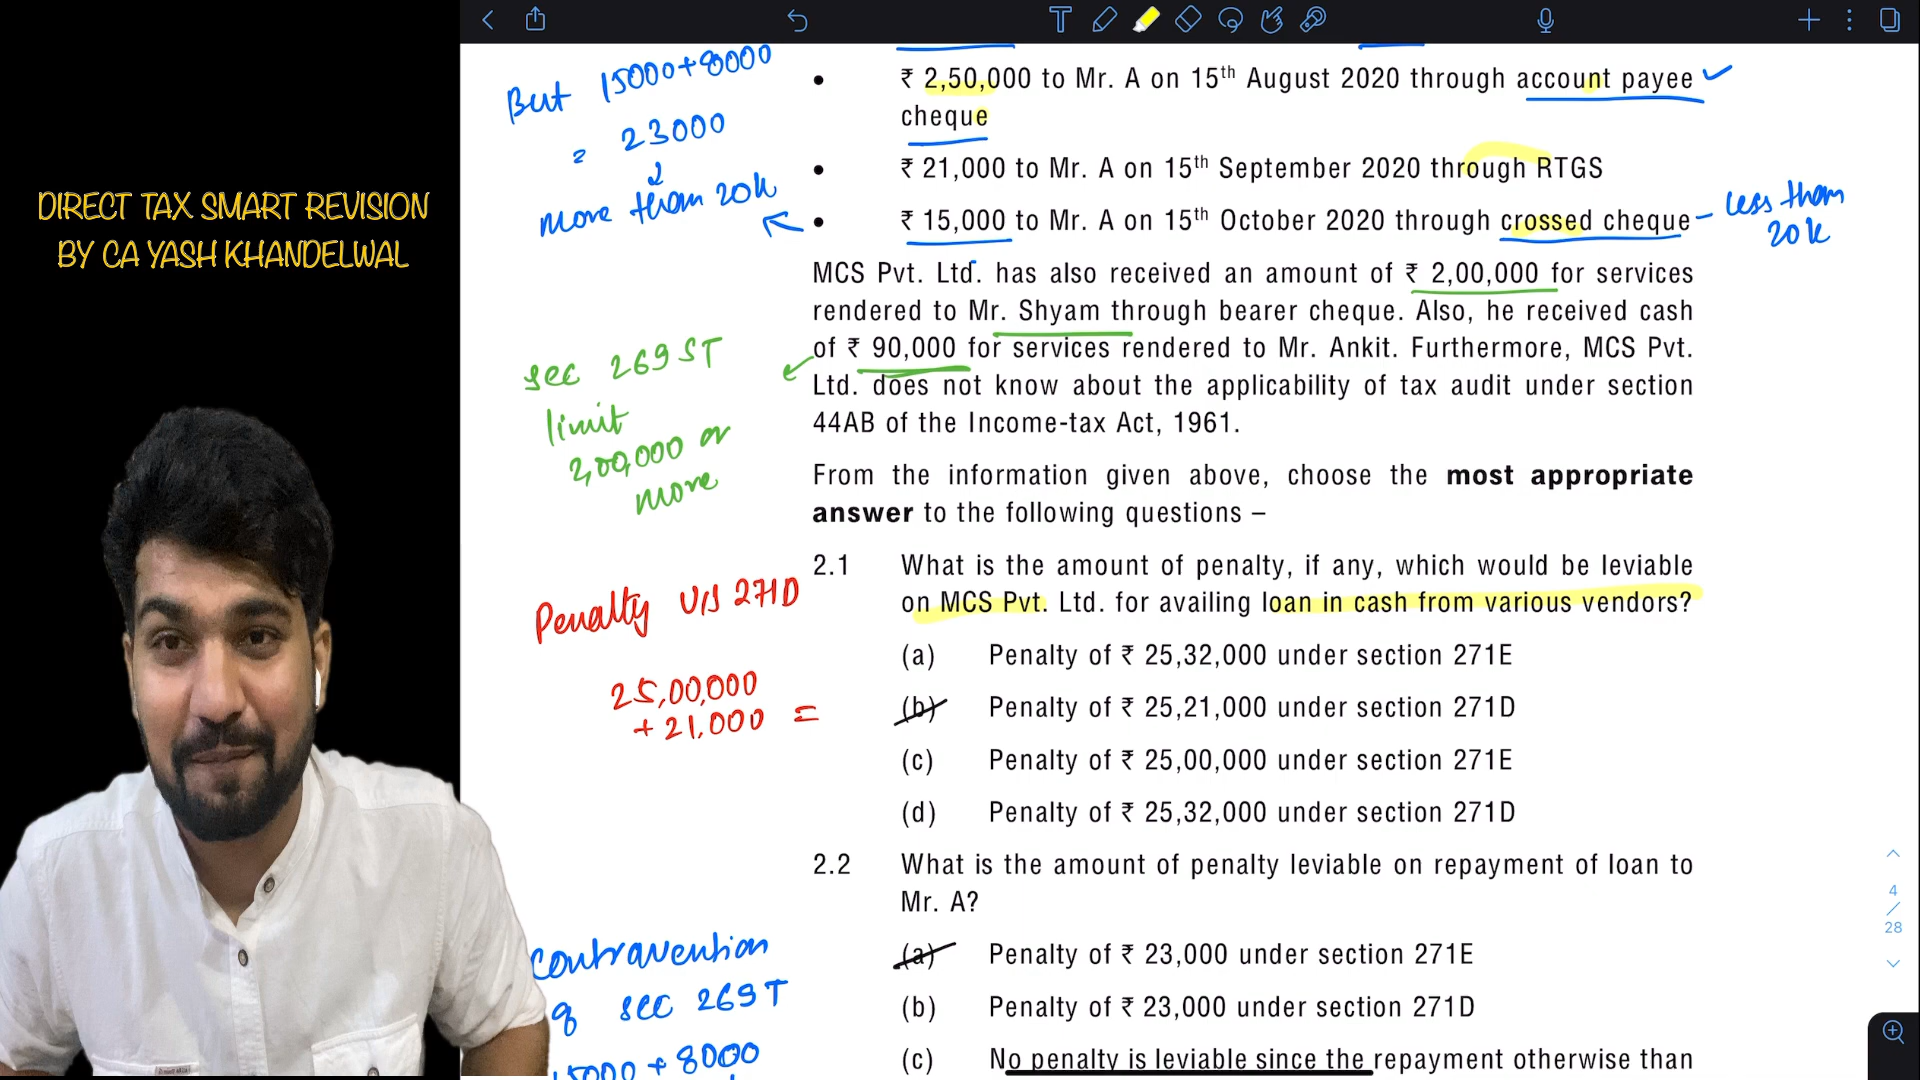 DIRECT TAX SMART REVISION
BY CA YASH KHANDELWAL
But 15000+8000
= 23000
more than 20k
₹ 2,50,000 to Mr. A on 15th August 2020 through account payee
cheque
₹ 21,000 to Mr. A on 15th September 2020 through RTGS
₹ 15,000 to Mr. A on 15th October 2020 through crossed cheque
less than
20k
MCS Pvt. Ltd. has also received an amount of ₹ 2,00,000 for services
rendered to Mr. Shyam through bearer cheque. Also, he received cash
of ₹ 90,000 for services rendered to Mr. Ankit. Furthermore, MCS Pvt.
Ltd. does not know about the applicability of tax audit under section
44AB of the Income-tax Act, 1961.
sec 269ST
limit
2,00,000 or
more
From the information given above, choose the most appropriate
answer to the following questions –
2.1 What is the amount of penalty, if any, which would be leviable
on MCS Pvt. Ltd. for availing loan in cash from various vendors?
Penalty u/s 271D
25,00,000
+ 21,000 =
(a) Penalty of ₹ 25,32,000 under section 271E
(b) Penalty of ₹ 25,21,000 under section 271D
(c) Penalty of ₹ 25,00,000 under section 271E
(d) Penalty of ₹ 25,32,000 under section 271D
2.2 What is the amount of penalty leviable on repayment of loan to
Mr. A?
contravention
of sec 269T
15000 + 8000
(a) Penalty of ₹ 23,000 under section 271E
(b) Penalty of ₹ 23,000 under section 271D
(c) No penalty is leviable since the repayment otherwise than
4
/
28